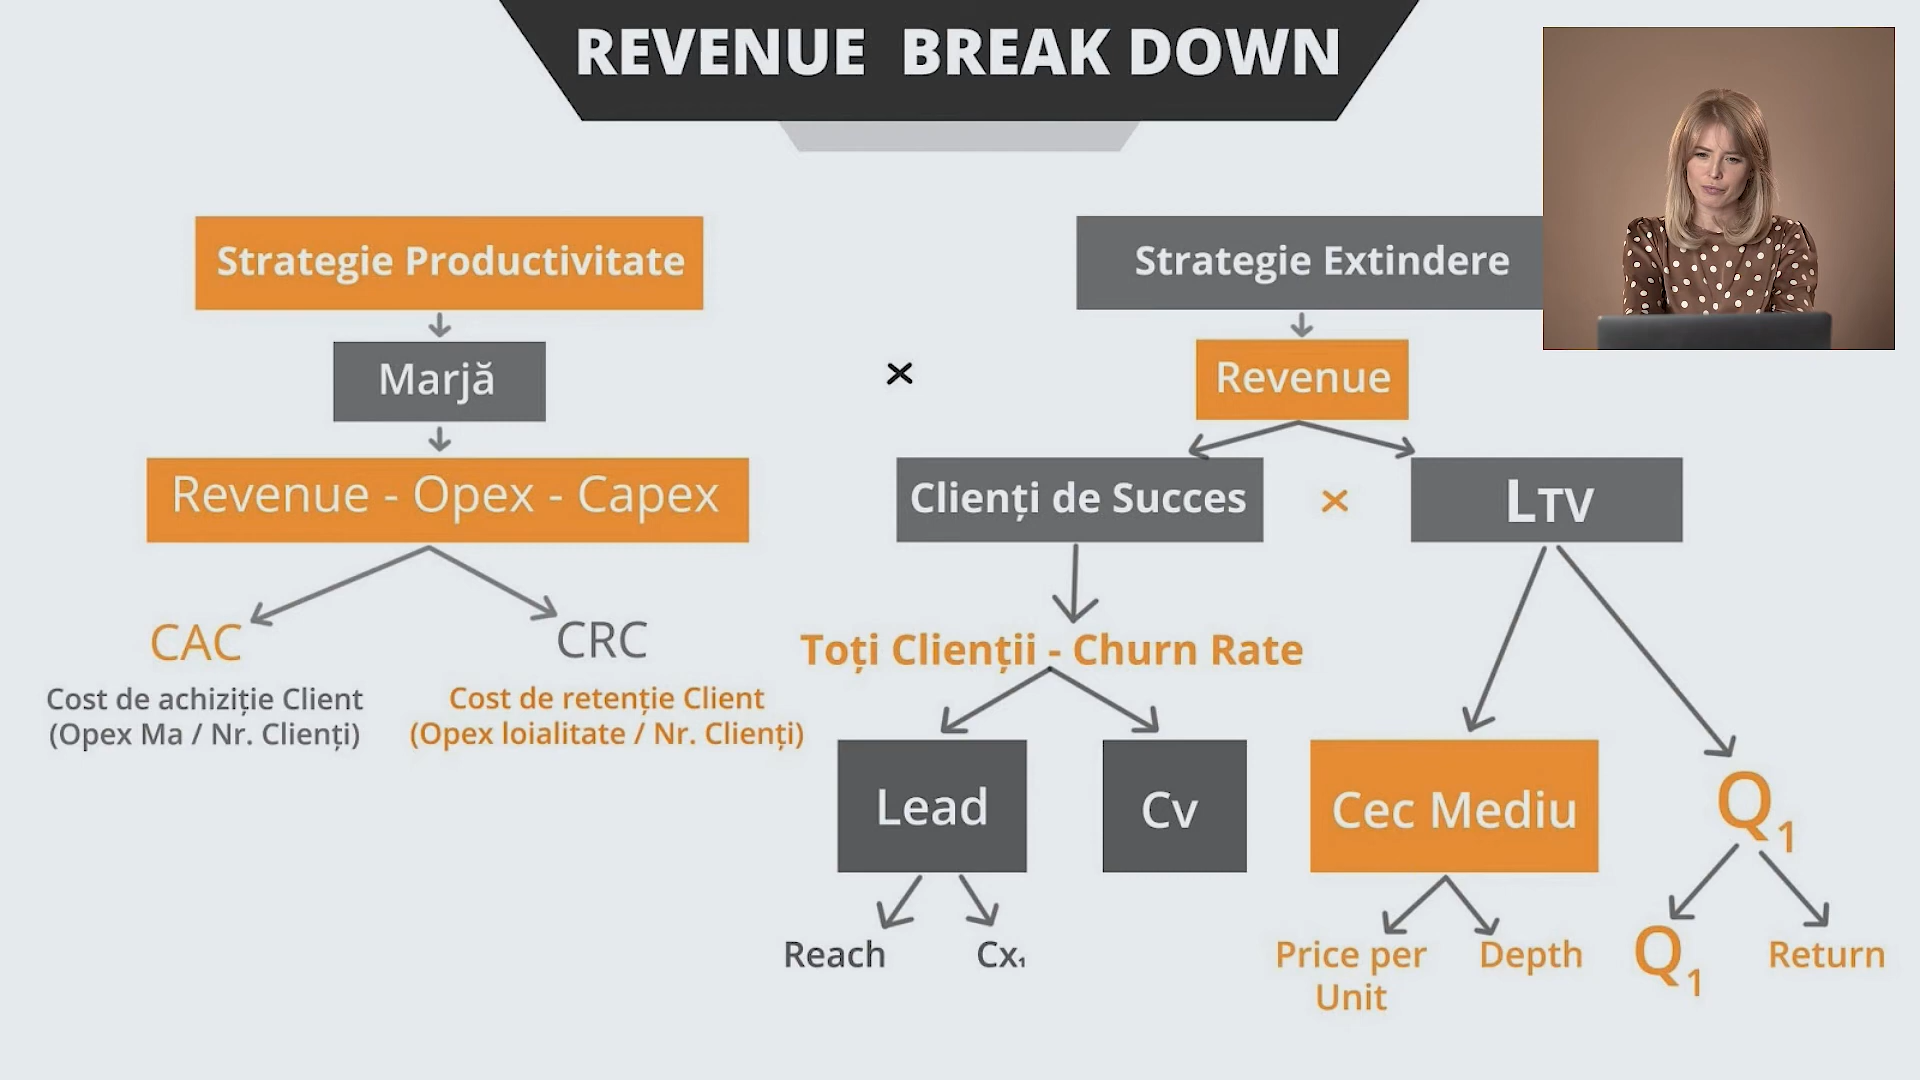 REVENUE BREAK DOWN
Strategie Productivitate
Strategie Extindere
Marjă
×
Revenue
Revenue - Opex - Capex
Clienți de Succes
×
LTV
CAC
CRC
Cost de achiziție Client
(Opex Ma / Nr. Clienți)
Cost de retenție Client
(Opex loialitate / Nr. Clienți)
Toți Clienții - Churn Rate
Lead
Cv
Cec Mediu
Q1
Reach
Cx1
Price per
Unit
Depth
Q1
Return